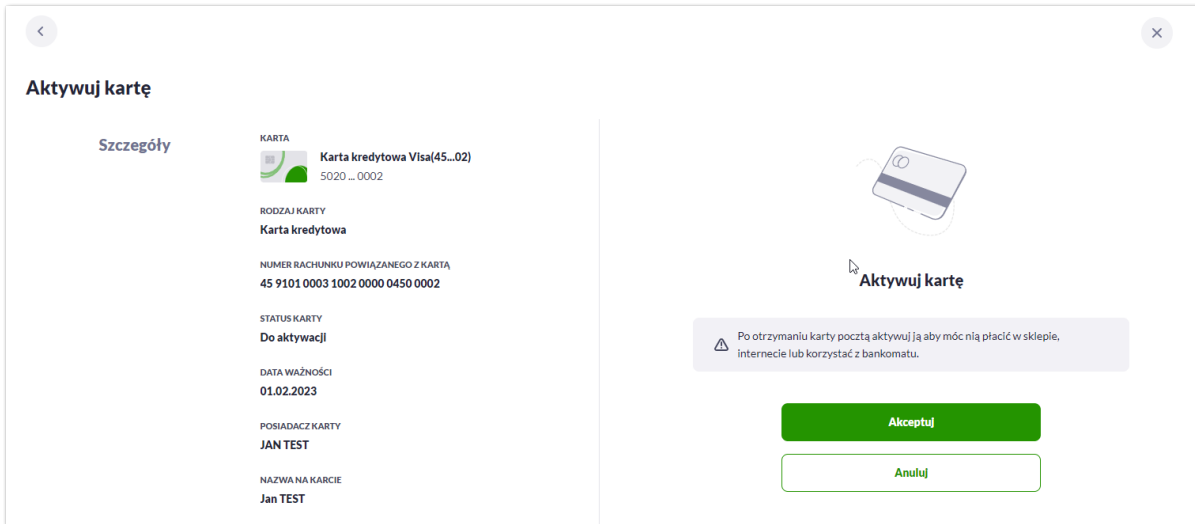 Aktywuj kartę
Szczegóły
KARTA
Karta kredytowa Visa(45...02)
5020 ... 0002
RODZAJ KARTY
Karta kredytowa
NUMER RACHUNKU POWIĄZANEGO Z KARTĄ
45 9101 0003 1002 0000 0450 0002
STATUS KARTY
Do aktywacji
DATA WAŻNOŚCI
01.02.2023
POSIADACZ KARTY
JAN TEST
NAZWA NA KARCIE
Jan TEST
Aktywuj kartę
Po otrzymaniu karty pocztą aktywuj ją aby móc nią płacić w sklepie,
internecie lub korzystać z bankomatu.
Akceptuj
Anuluj